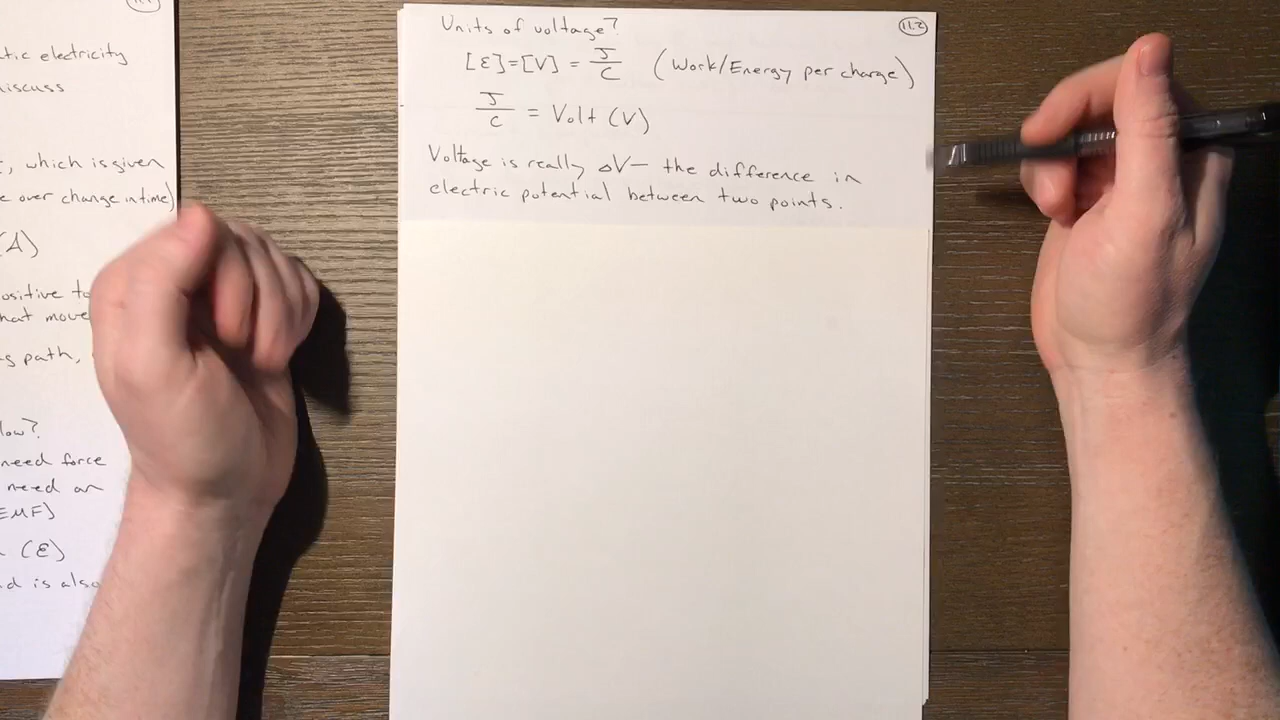 tic electricity
iscuss
, which is given
e over change in time)
(A)
ositive to
hat move
g path,
low?
need force
need an
EMF)
(ε)
d is also
11.2
Units of voltage?
[ε]=[V] = J/C (Work/Energy per charge)
J/C = Volt (V)
Voltage is really ΔV— the difference in
electric potential between two points.